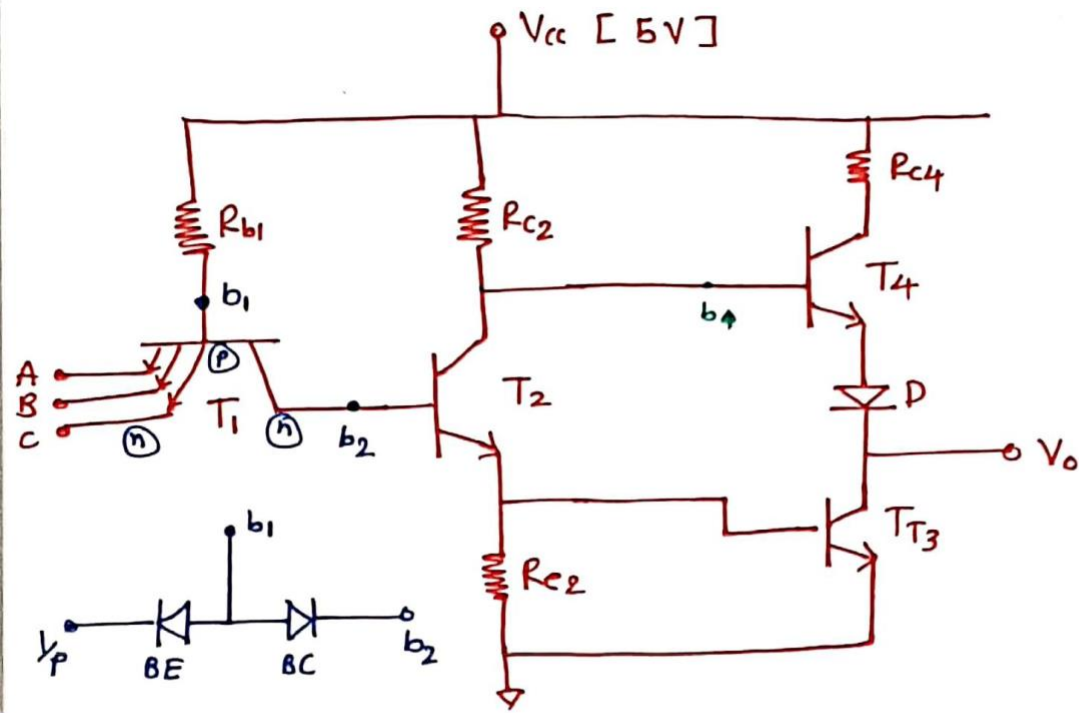 Vcc [ 5V ]
Rb1
Rc2
Rc4
b1
b4
T4
A
B
C
p
T1
n
n
b2
T2
D
Vo
TT3
Re2
b1
I/p
BE
BC
b2